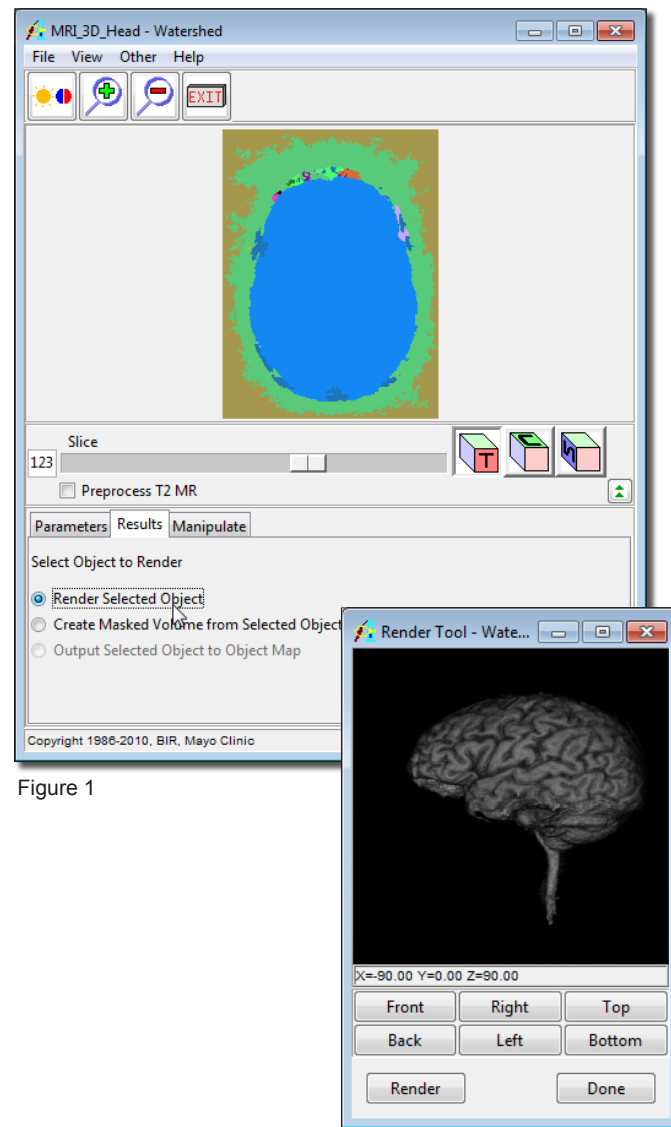 MRI_3D_Head - Watershed
File View Other Help
EXIT
Slice
123
T
Preprocess T2 MR
Parameters Results Manipulate
Select Object to Render
Render Selected Object
Create Masked Volume from Selected Object
Output Selected Object to Object Map
Copyright 1986-2010, BIR, Mayo Clinic
Figure 1
Render Tool - Wate...
X=-90.00 Y=0.00 Z=90.00
Front Right Top
Back Left Bottom
Render Done